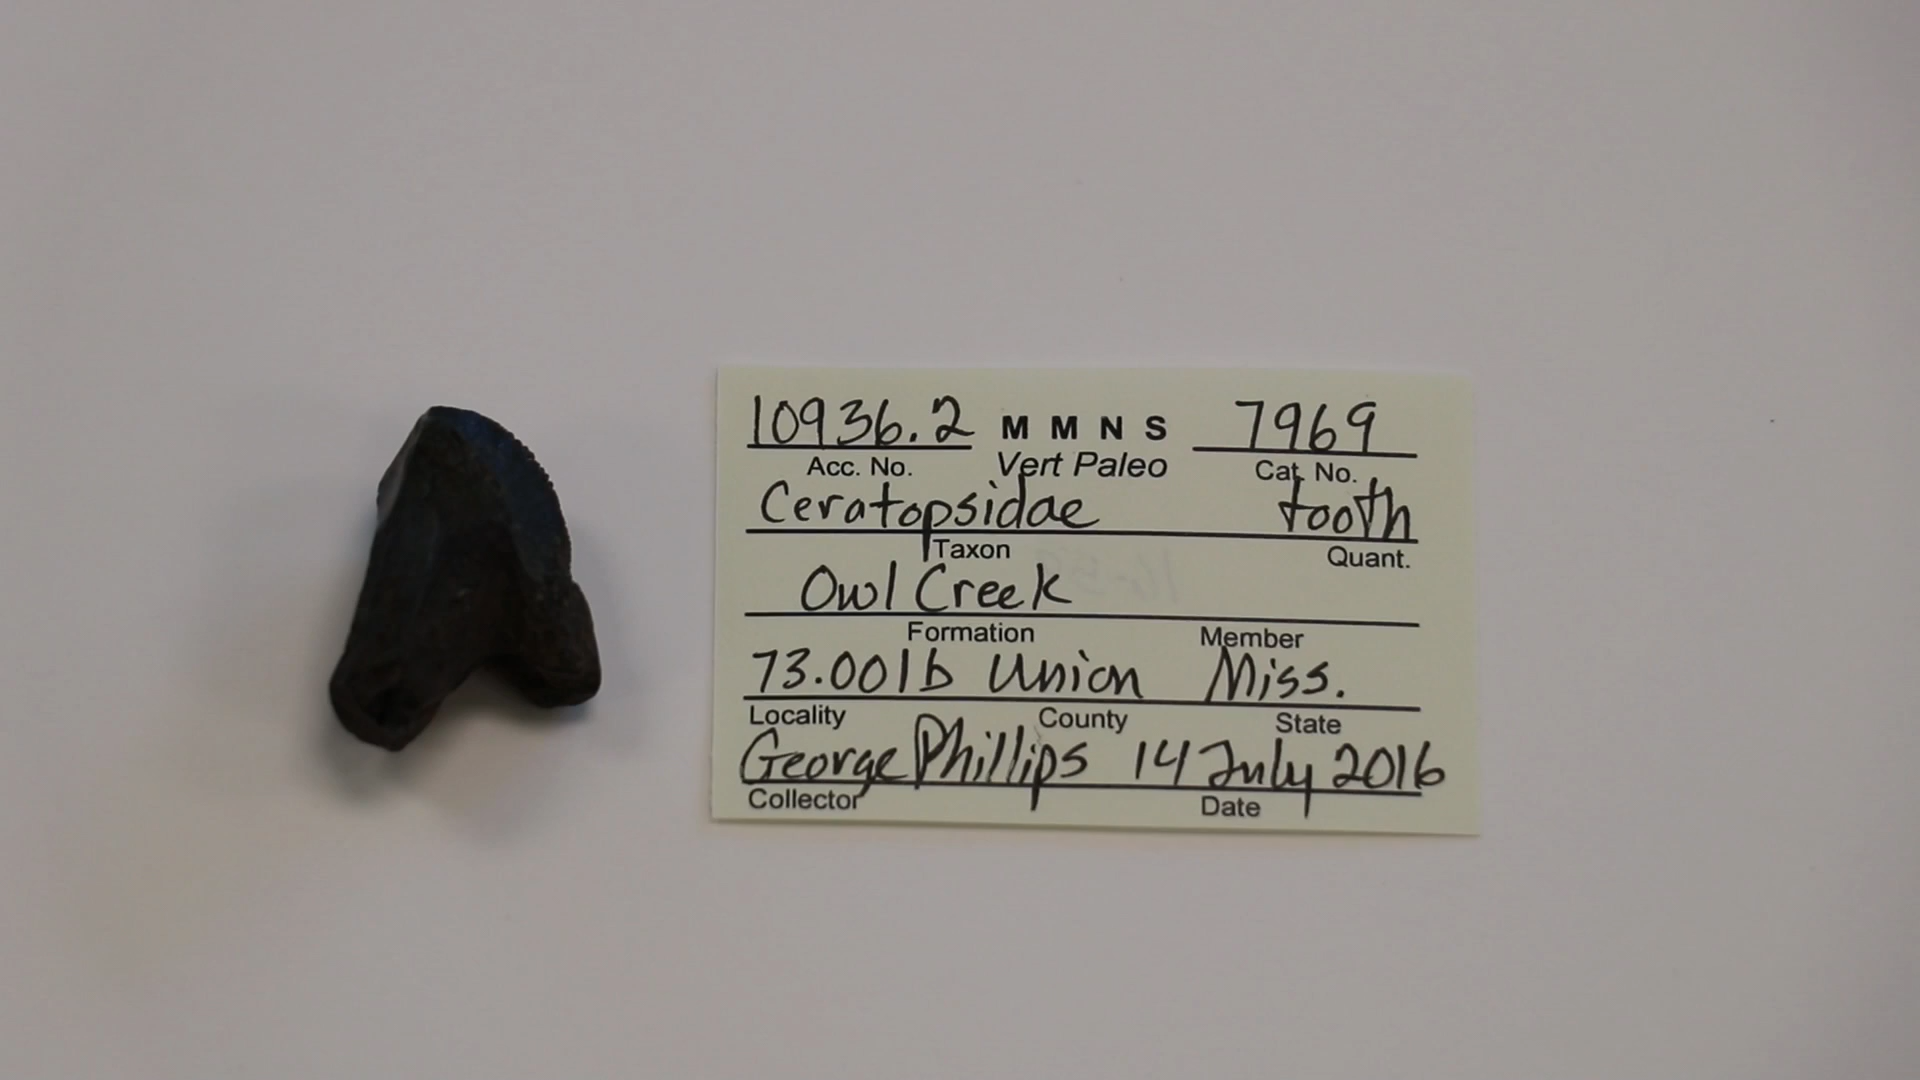 10936.2 M M N S 7969
Acc. No. Vert Paleo Cat. No.
Ceratopsidae tooth
Taxon Quant.
Owl Creek
Formation Member
73.001b Union Miss.
Locality County State
George Phillips 14 July 2016
Collector Date